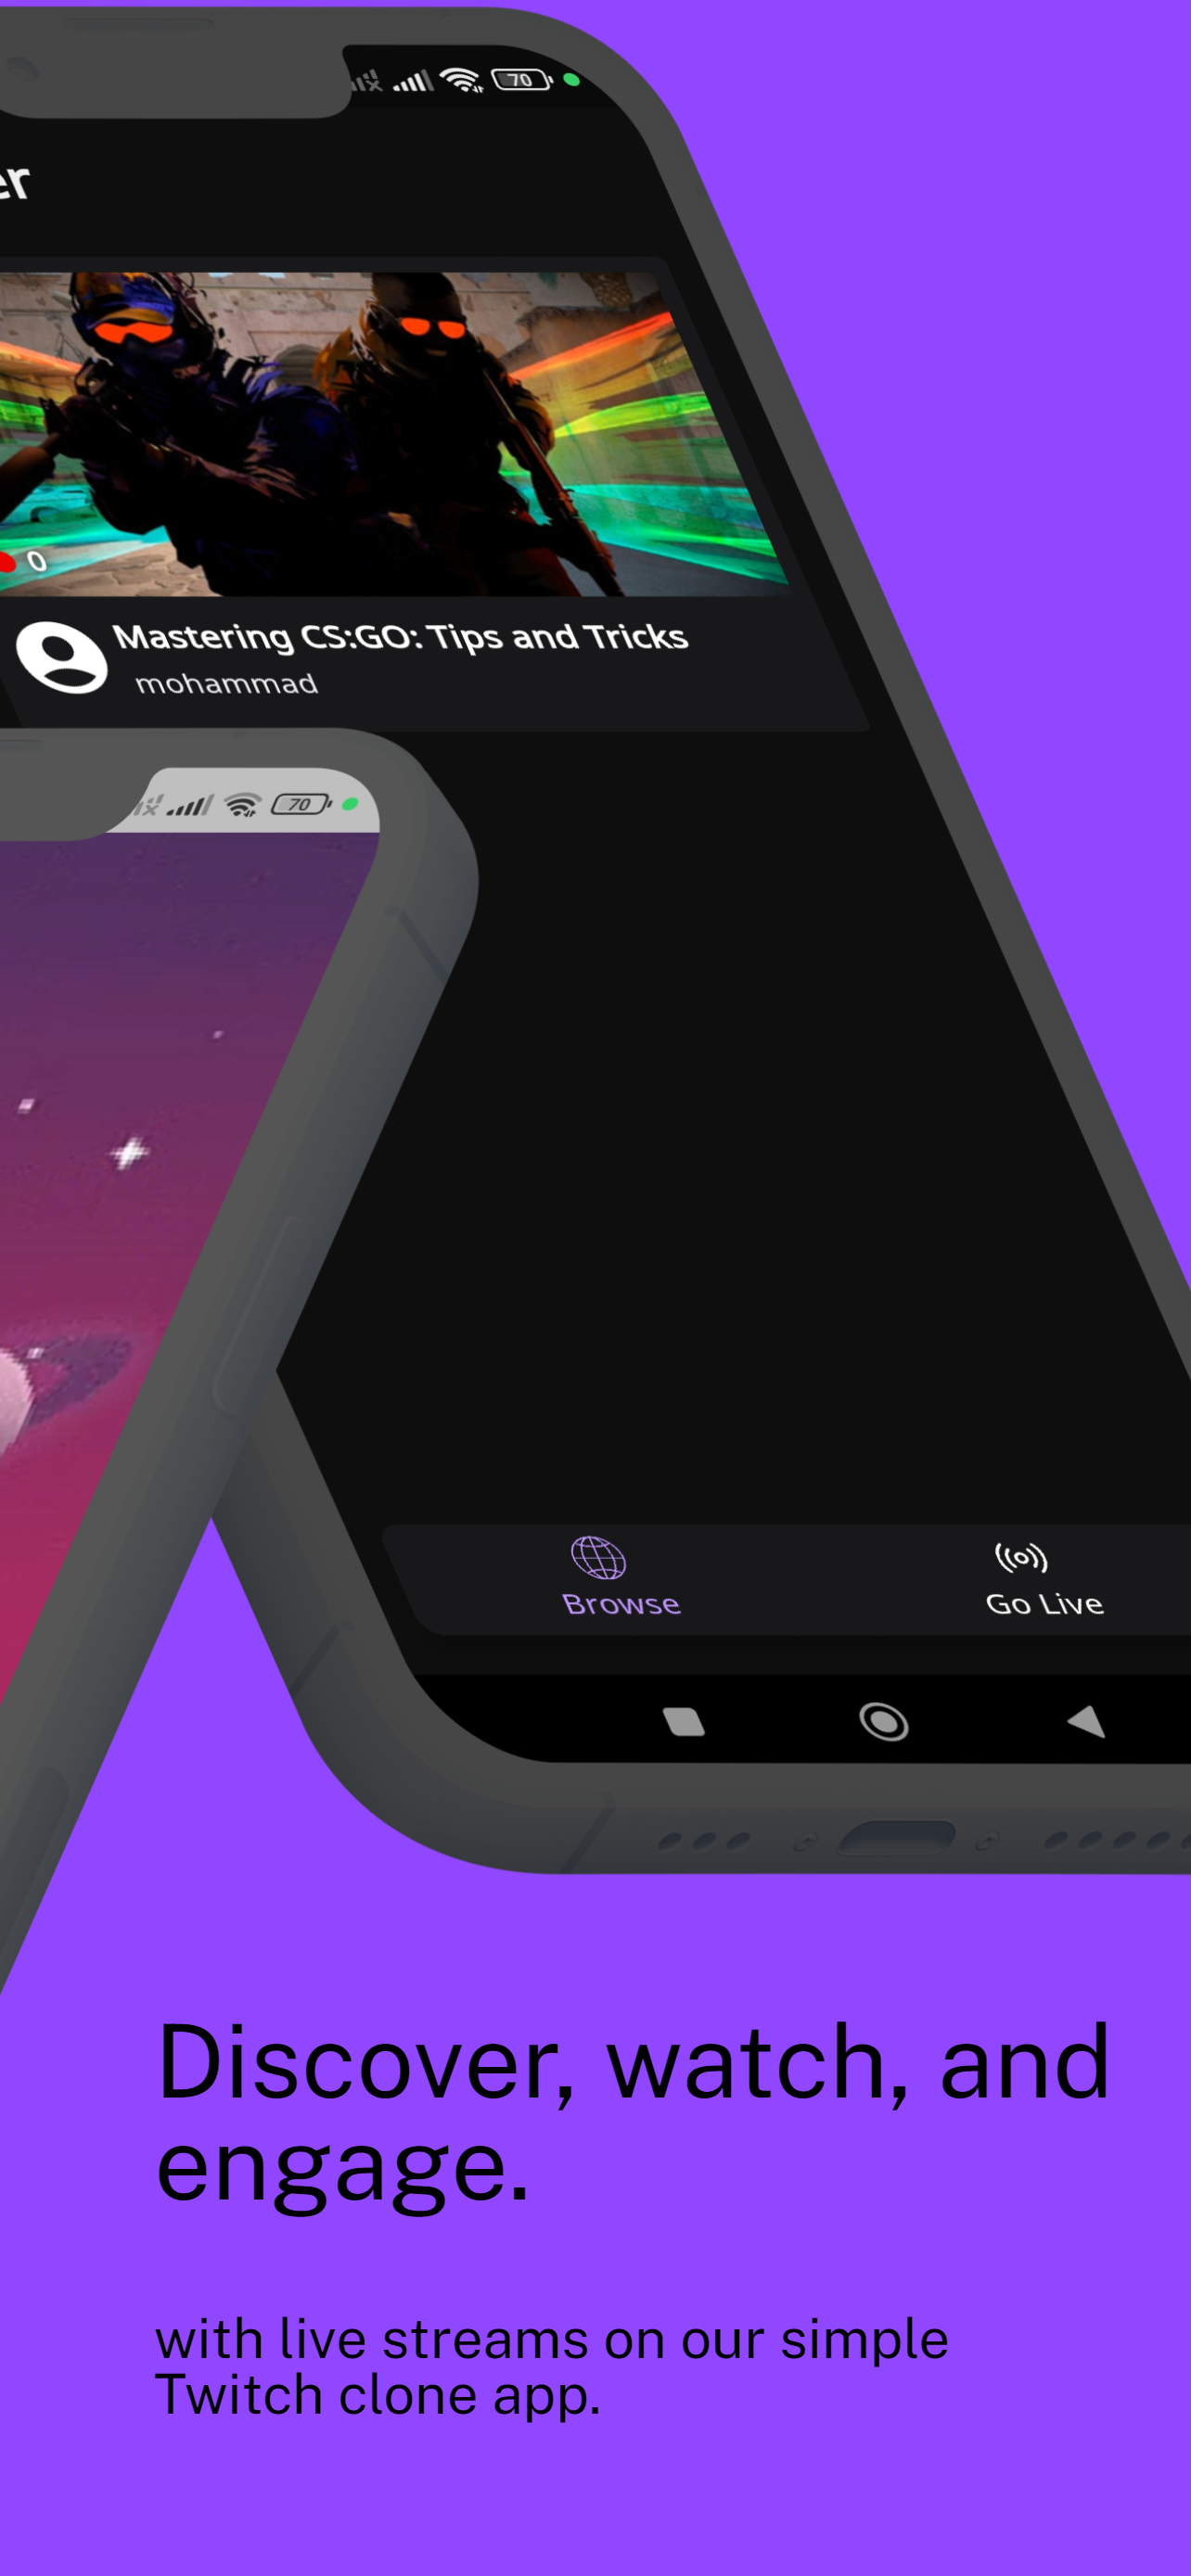 70
er
0
Mastering CS:GO: Tips and Tricks
mohammad
70
Browse
Go Live
Discover, watch, and
engage.
with live streams on our simple
Twitch clone app.